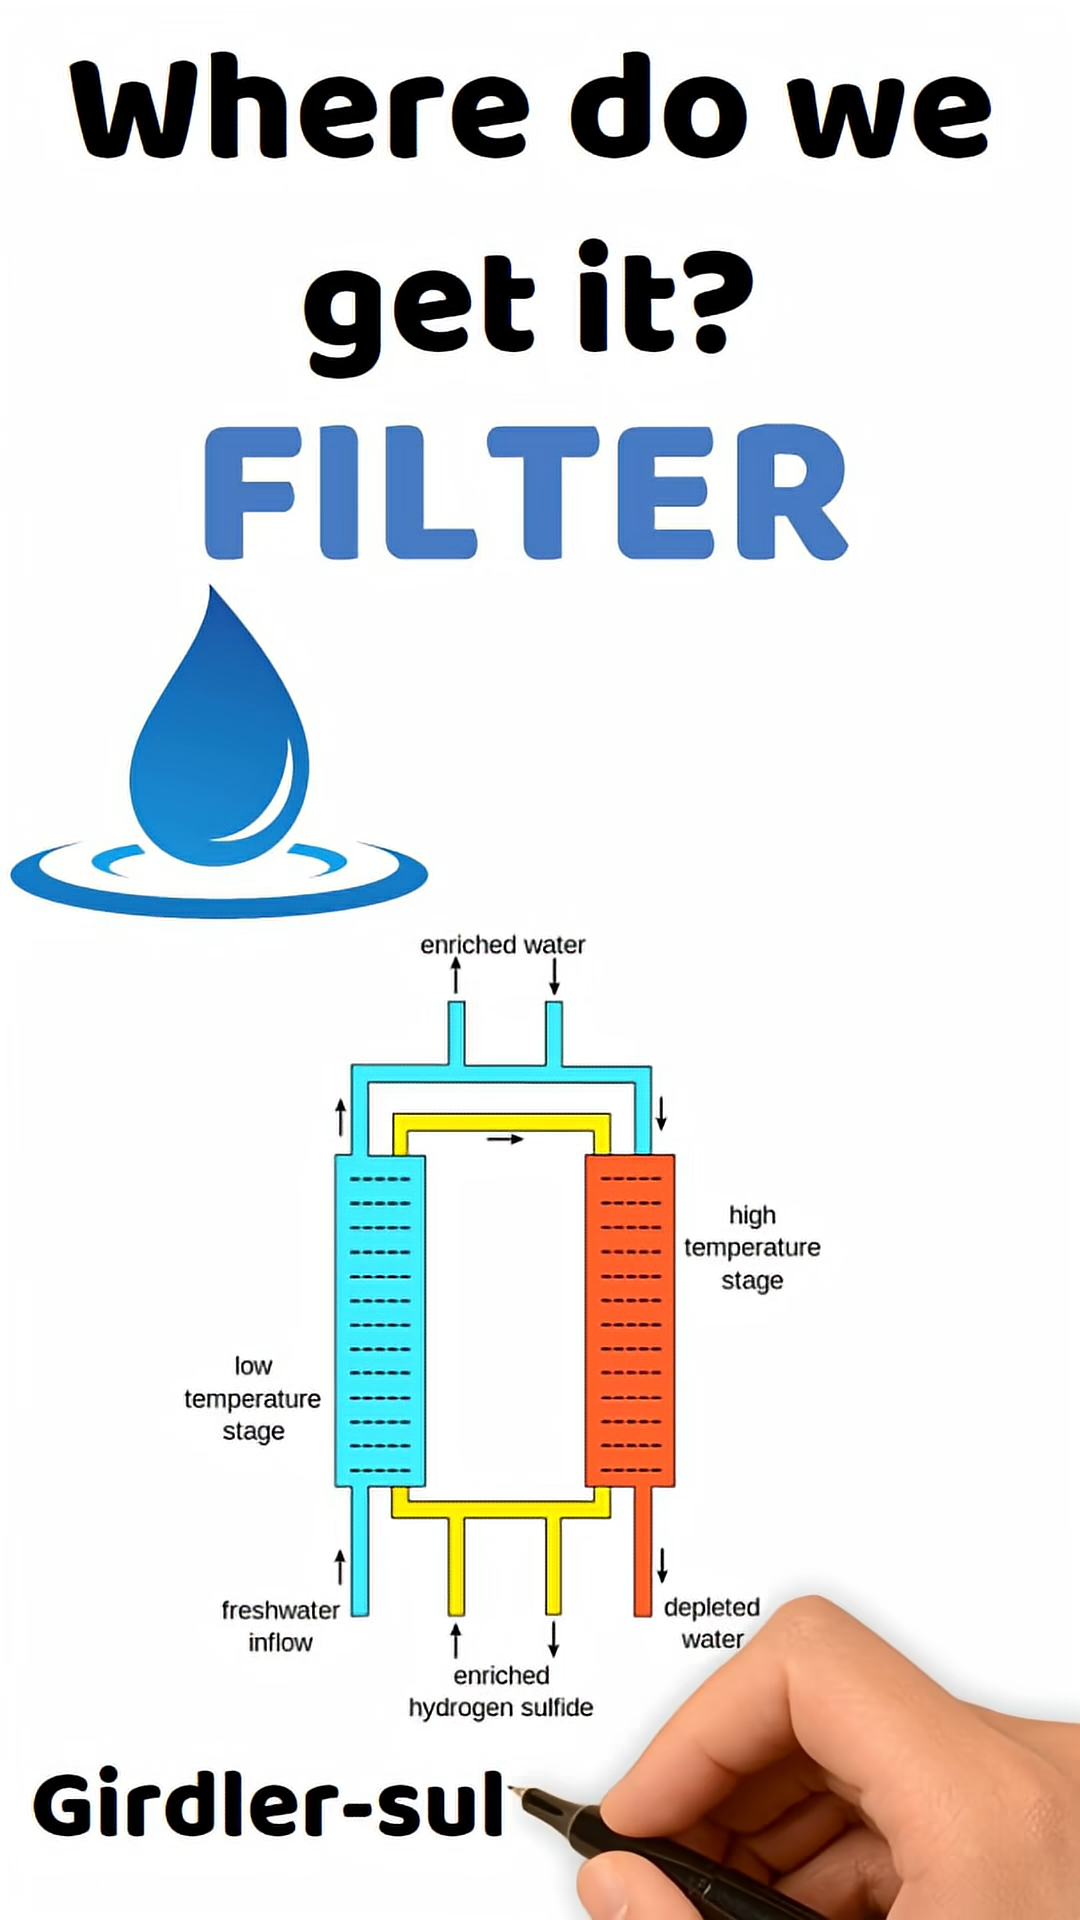 Where do we
get it?
FILTER
enriched water
high
temperature
stage
low
temperature
stage
freshwater
inflow
depleted
water
enriched
hydrogen sulfide
Girdler-sul